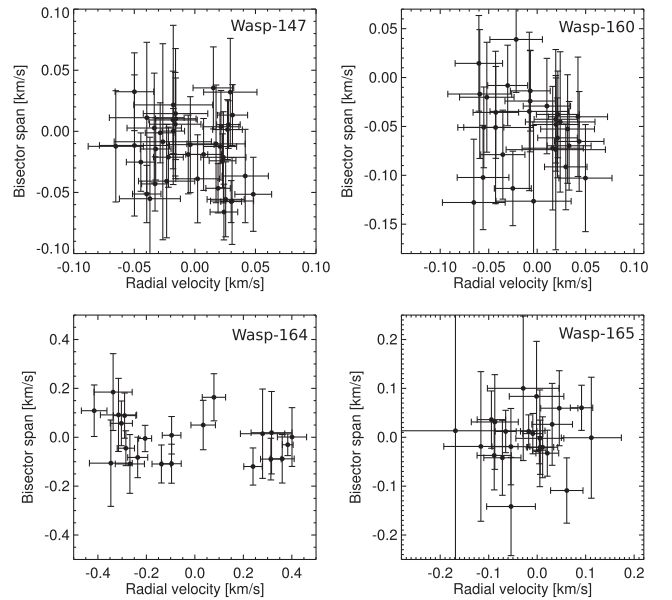 Wasp-147
0.10
0.05
0.00
-0.05
-0.10
Bisector span [km/s]
-0.10 -0.05 0.00 0.05 0.10
Radial velocity [km/s]
Wasp-160
0.05
0.00
-0.05
-0.10
-0.15
Bisector span [km/s]
-0.10 -0.05 0.00 0.05 0.10
Radial velocity [km/s]
Wasp-164
0.4
0.2
0.0
-0.2
-0.4
Bisector span [km/s]
-0.4 -0.2 0.0 0.2 0.4
Radial velocity [km/s]
Wasp-165
0.2
0.1
0.0
-0.1
-0.2
Bisector span [km/s]
-0.2 -0.1 0.0 0.1 0.2
Radial velocity [km/s]